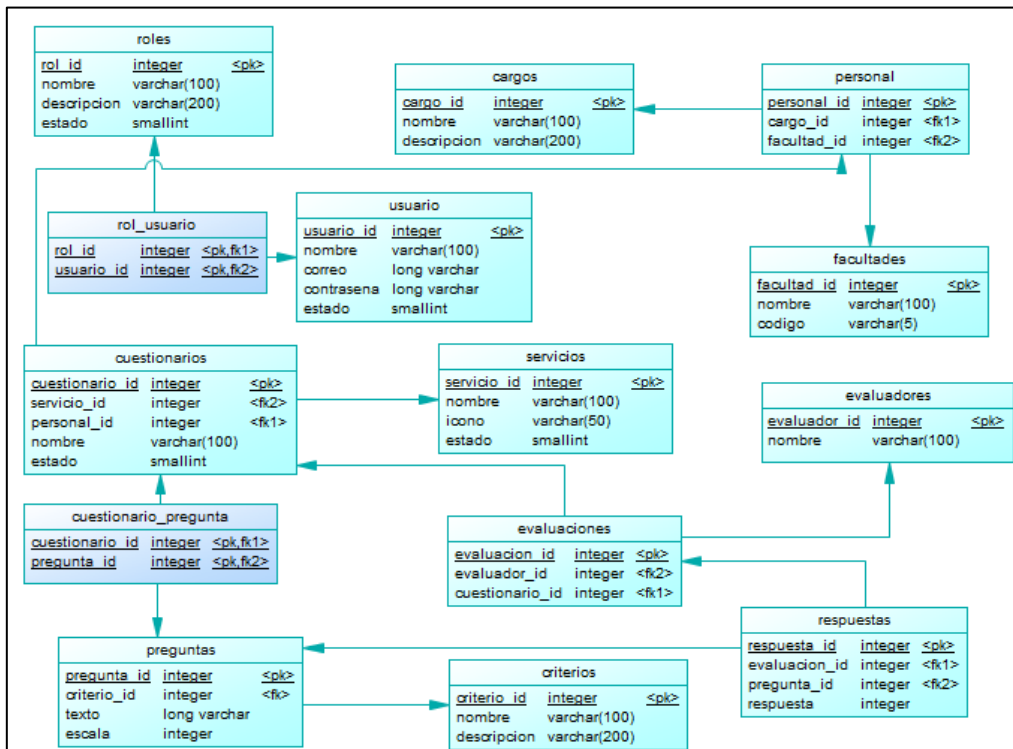 roles
rol_id integer <pk>
nombre varchar(100)
descripcion varchar(200)
estado smallint
cargos
cargo_id integer <pk>
nombre varchar(100)
descripcion varchar(200)
personal
personal_id integer <pk>
cargo_id integer <fk1>
facultad_id integer <fk2>
rol_usuario
rol_id integer <pk,fk1>
usuario_id integer <pk,fk2>
usuario
usuario_id integer <pk>
nombre varchar(100)
correo long varchar
contrasena long varchar
estado smallint
facultades
facultad_id integer <pk>
nombre varchar(100)
codigo varchar(5)
cuestionarios
cuestionario_id integer <pk>
servicio_id integer <fk2>
personal_id integer <fk1>
nombre varchar(100)
estado smallint
servicios
servicio_id integer <pk>
nombre varchar(100)
icono varchar(50)
estado smallint
evaluadores
evaluador_id integer <pk>
nombre varchar(100)
cuestionario_pregunta
cuestionario_id integer <pk,fk1>
pregunta_id integer <pk,fk2>
evaluaciones
evaluacion_id integer <pk>
evaluador_id integer <fk2>
cuestionario_id integer <fk1>
respuestas
respuesta_id integer <pk>
evaluacion_id integer <fk1>
pregunta_id integer <fk2>
respuesta integer
preguntas
pregunta_id integer <pk>
criterio_id integer <fk>
texto long varchar
escala integer
criterios
criterio_id integer <pk>
nombre varchar(100)
descripcion varchar(200)